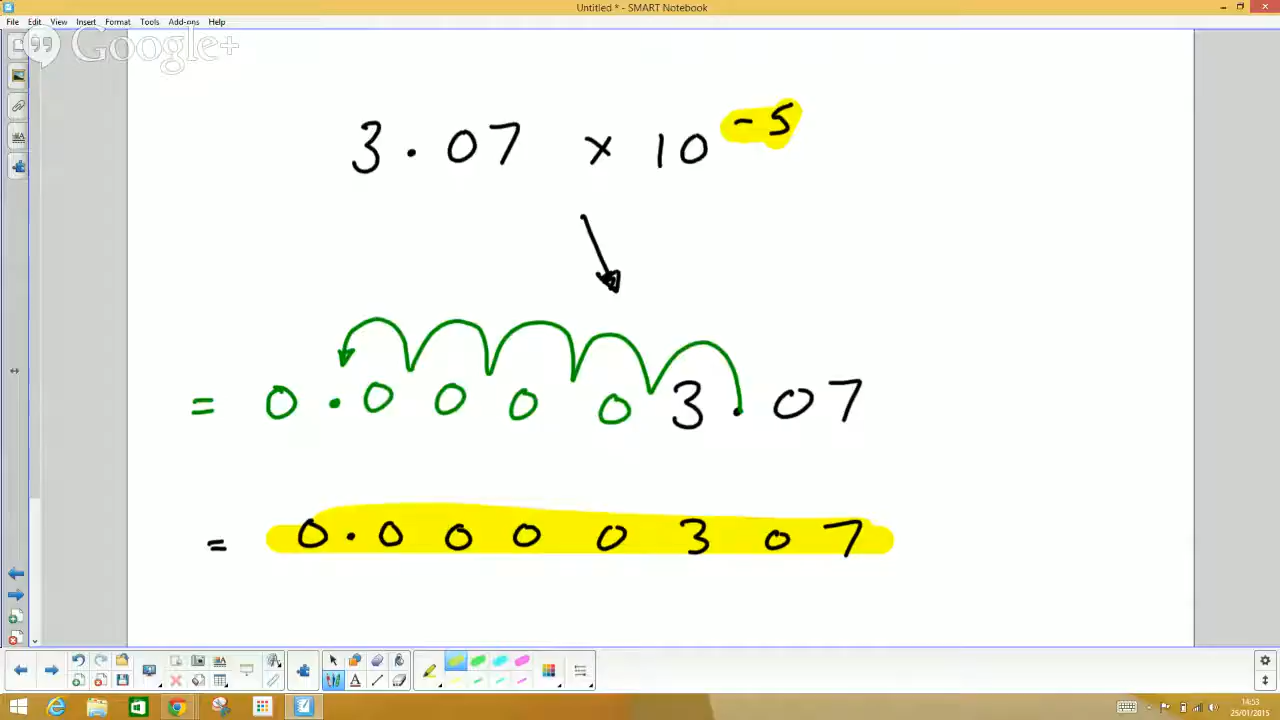 Untitled * - SMART Notebook
File Edit View Insert Format Tools Add-ons Help
Google+
3.07 x 10^-5
= 0.00003.07
= 0.0000307
14:53
25/01/2015